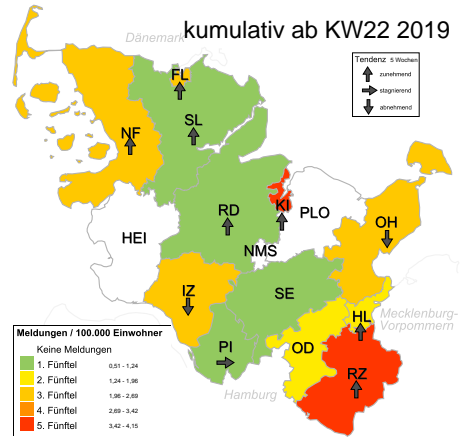 kumulativ ab KW22 2019
Dänemark
Tendenz 5 Wochen
zunehmend
stagnierend
abnehmend
FL
SL
NF
KI
PLO
RD
OH
HEI
NMS
IZ
SE
HL
Mecklenburg-
Vorpommern
PI
OD
RZ
Hamburg
Meldungen / 100.000 Einwohner
Keine Meldungen
1. Fünftel 0,51 - 1,24
2. Fünftel 1,24 - 1,96
3. Fünftel 1,96 - 2,69
4. Fünftel 2,69 - 3,42
5. Fünftel 3,42 - 4,15